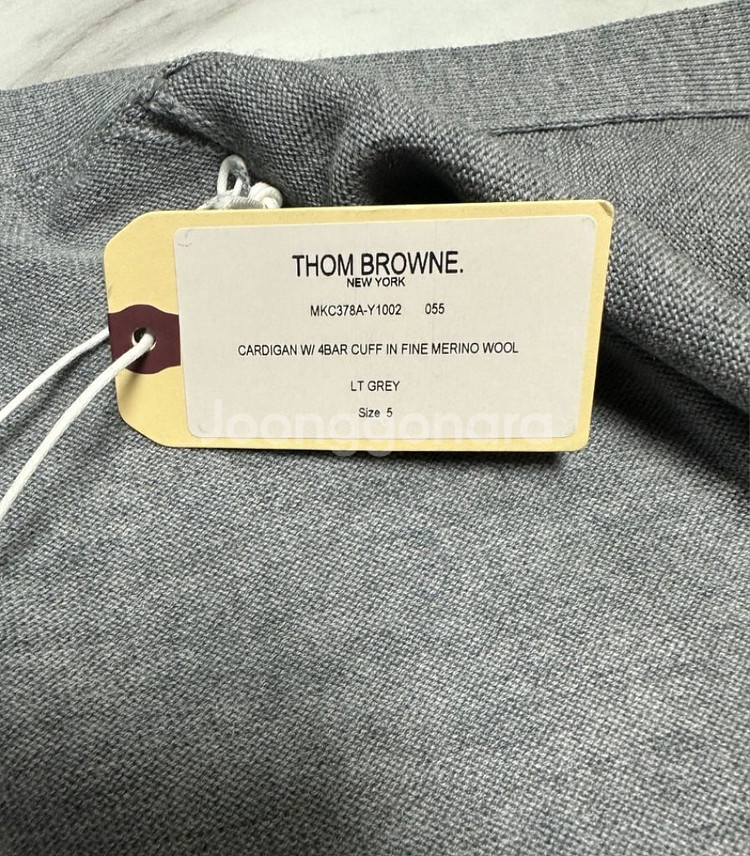 THOM BROWNE.
NEW YORK
MKC378A-Y1002 055
CARDIGAN W/ 4BAR CUFF IN FINE MERINO WOOL
LT GREY
Size 5
Joonggonara